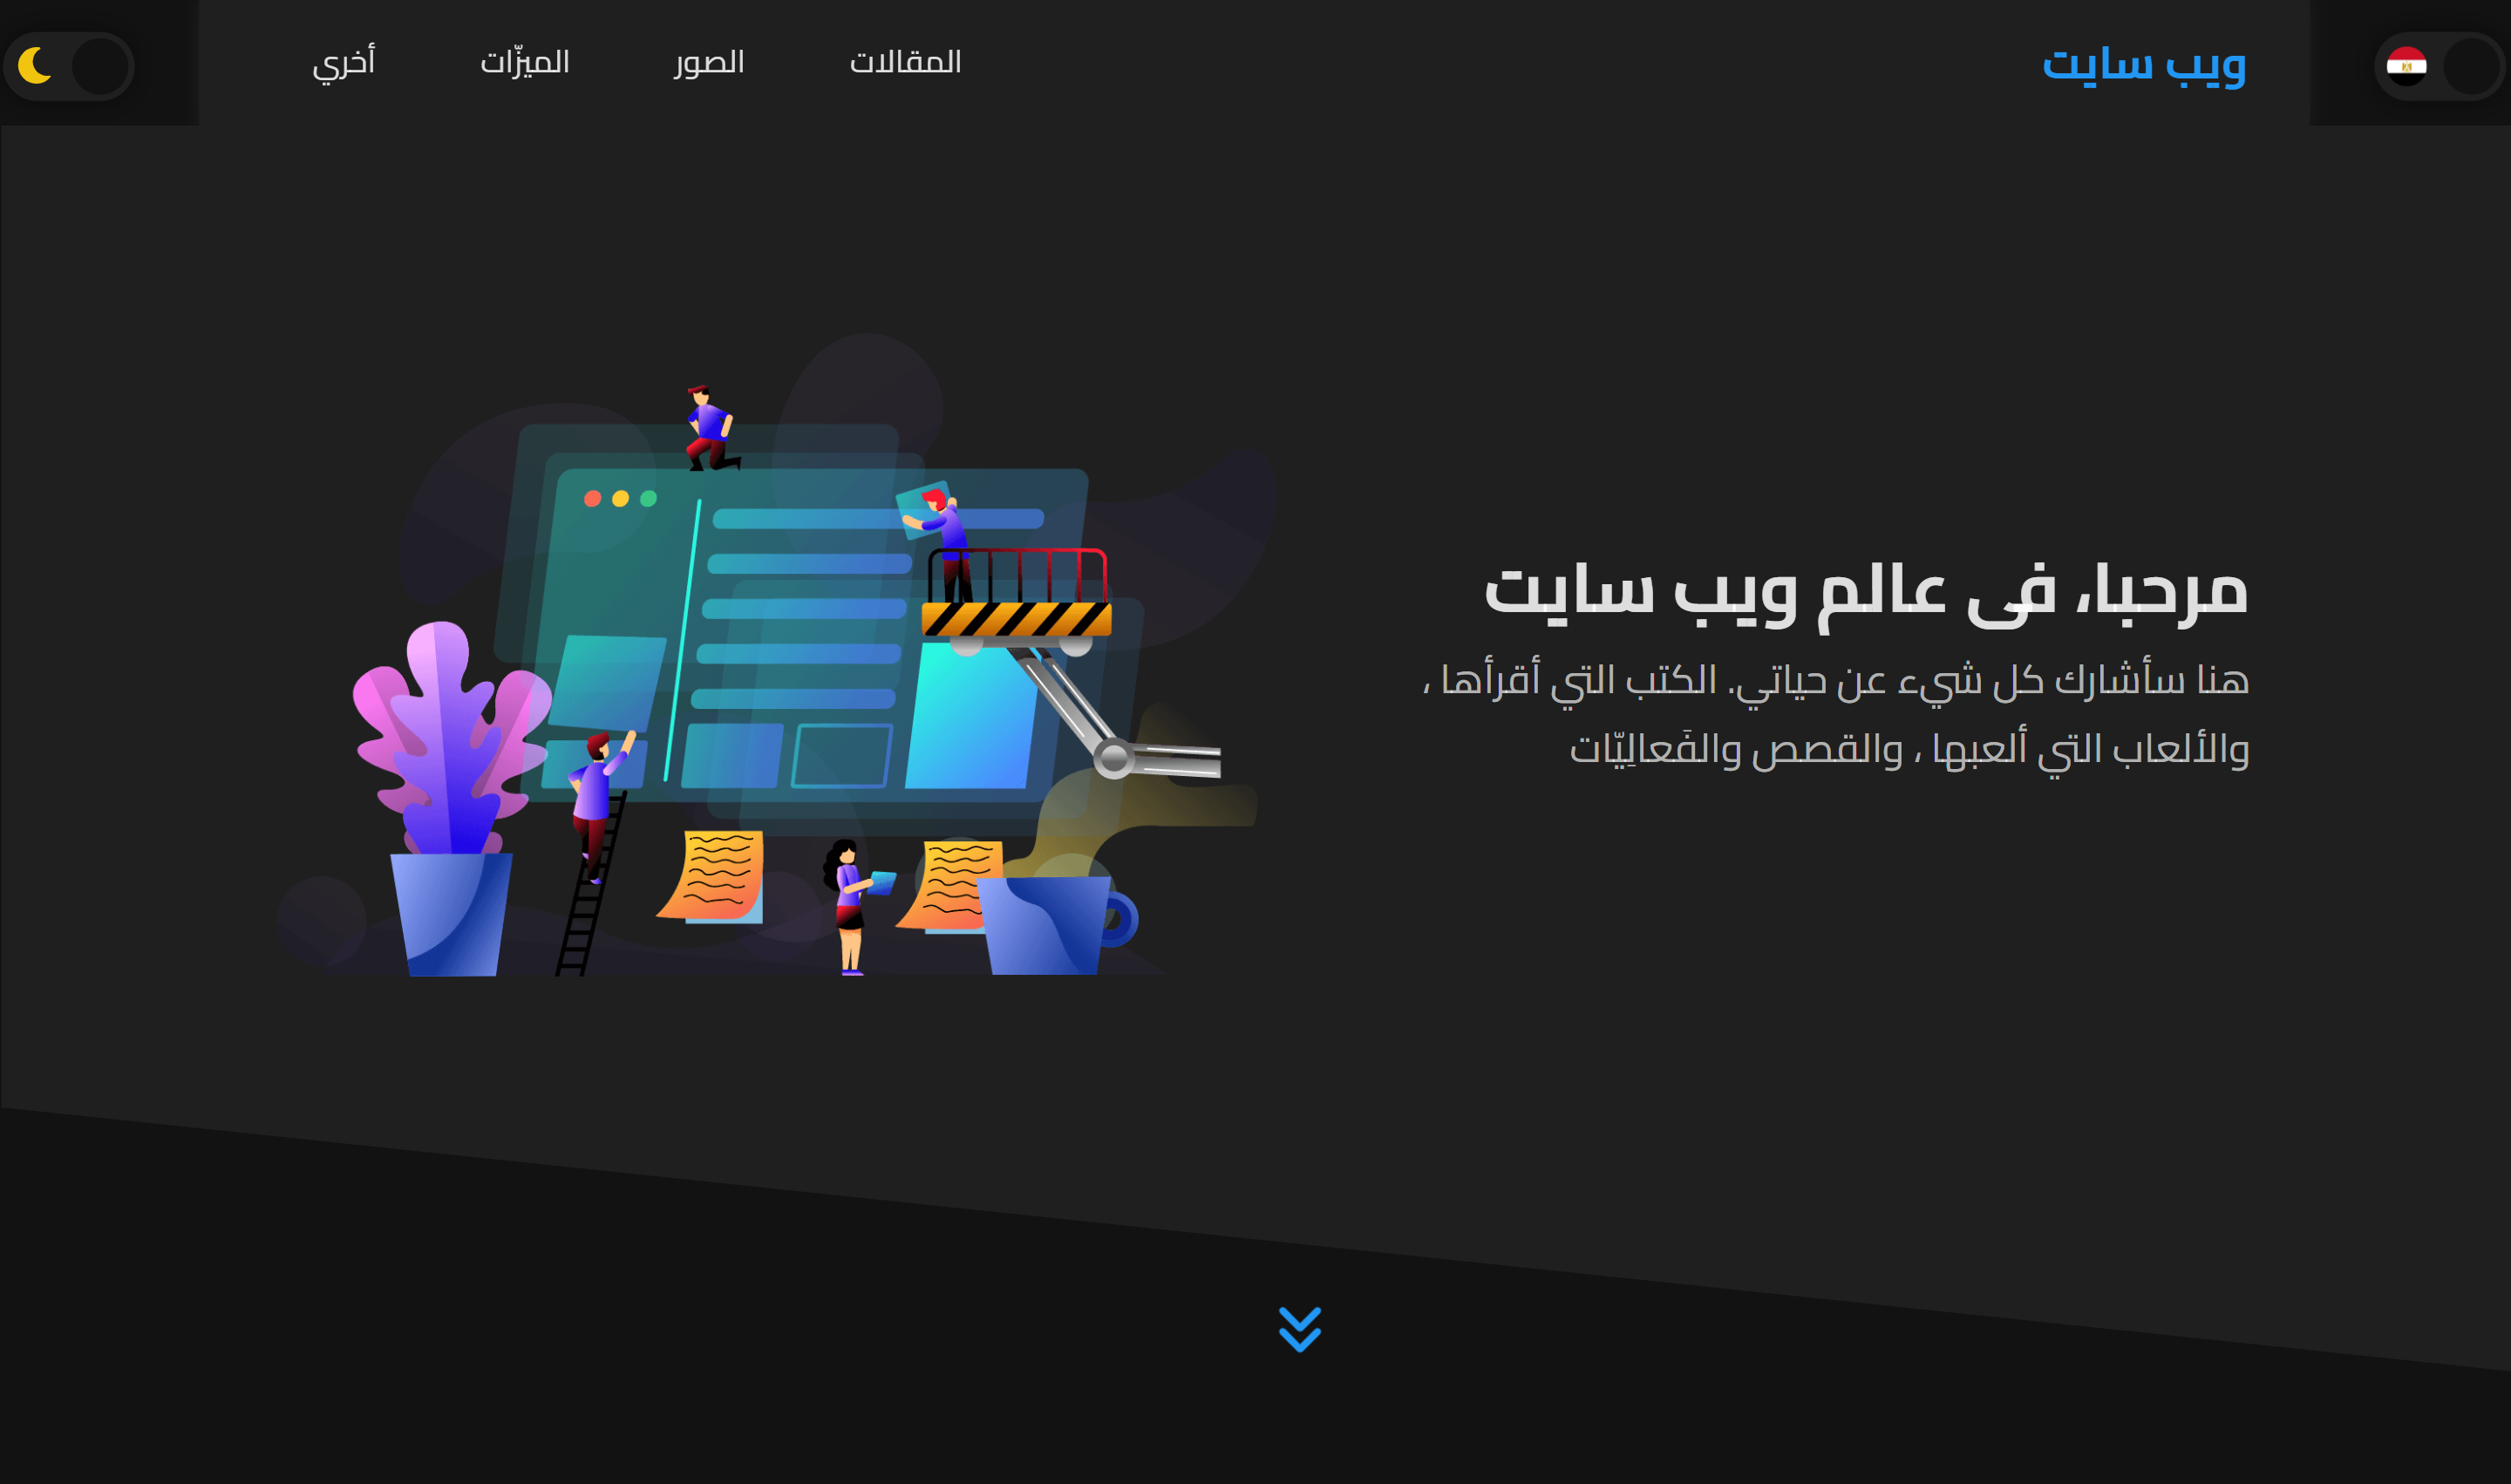 ويب سايت
المقالات
الصور
الميزّات
أخري
مرحبا، فى عالم ويب سايت
هنا سأشارك كل شيء عن حياتي. الكتب التي أقرأها ،
والألعاب التي ألعبها ، والقصص والفَعالِيّات